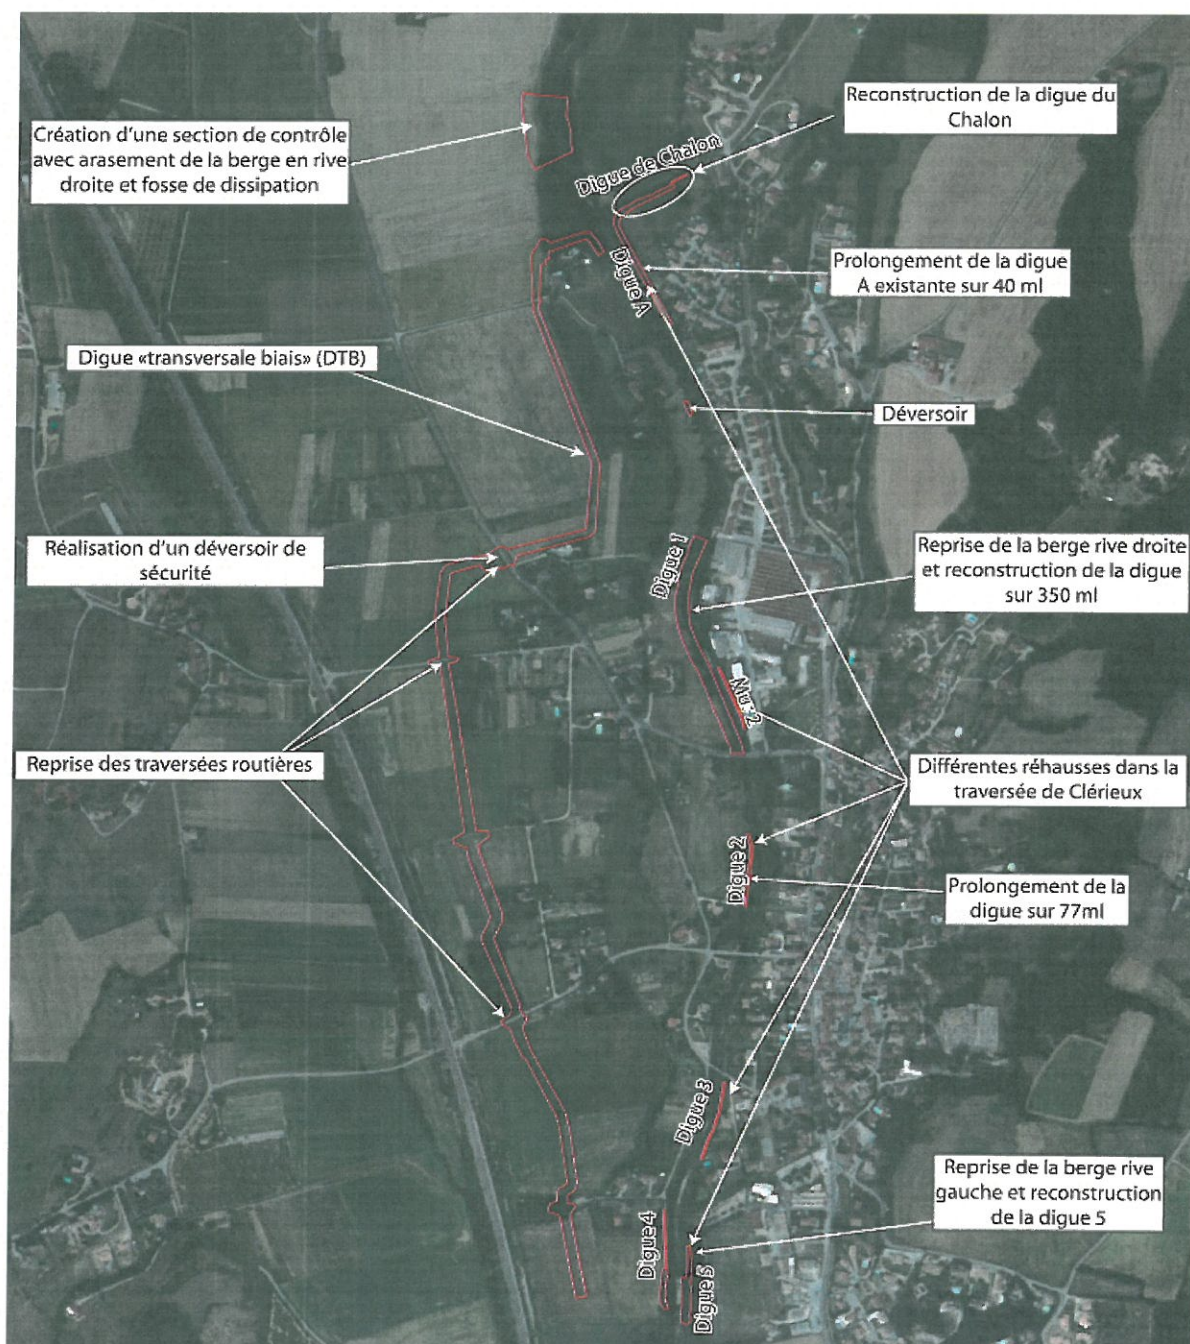 Reconstruction de la digue du
Chalon
Création d'une section de contrôle
avec arasement de la berge en rive
droite et fosse de dissipation
Digue de Chalon
Prolongement de la digue
A existante sur 40 ml
Digue A
Digue «transversale biais» (DTB)
Déversoir
Réalisation d'un déversoir de
sécurité
Digue 1
Reprise de la berge rive droite
et reconstruction de la digue
sur 350 ml
2
Reprise des traversées routières
Différentes réhausses dans la
traversée de Clérieux
Digue 2
Prolongement de la
digue sur 77ml
Digue 3
Reprise de la berge rive
gauche et reconstruction
de la digue 5
Digue4
Digue 5